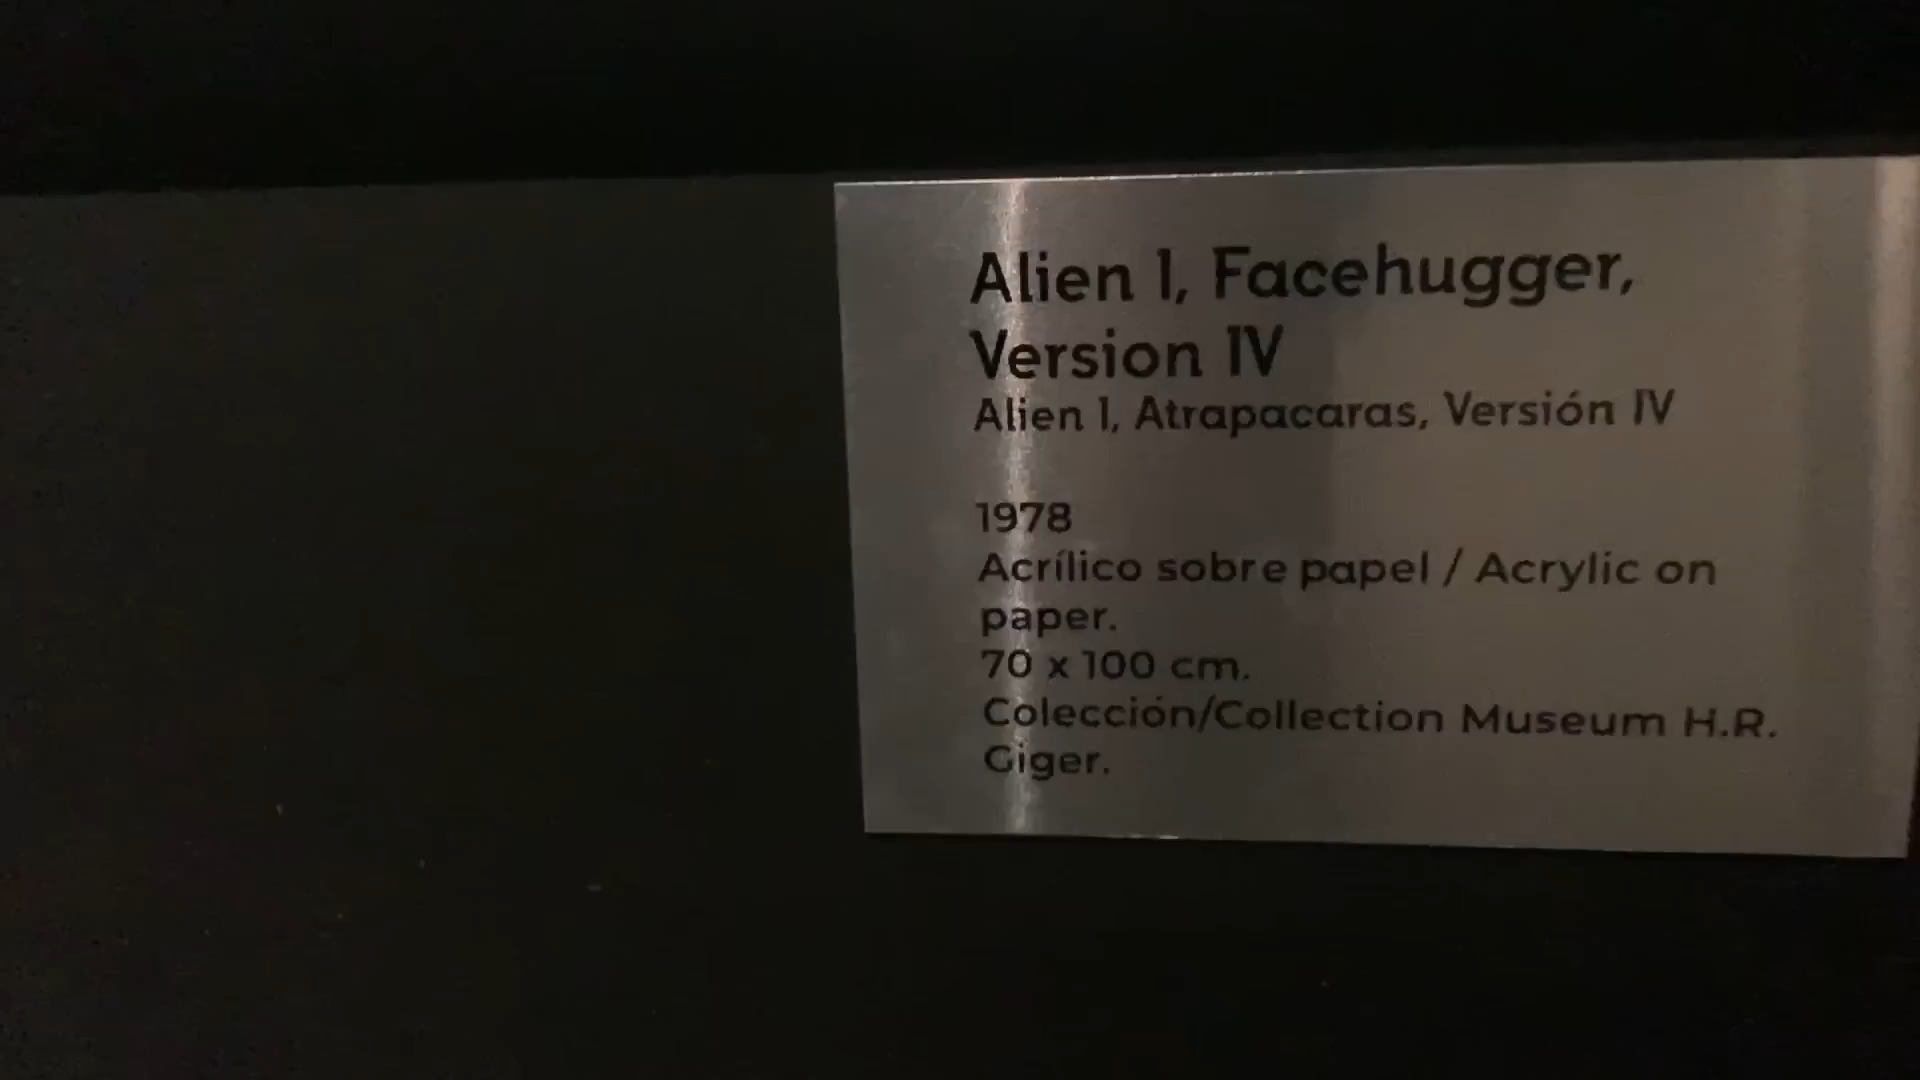 Alien I, Facehugger,
Version IV
Alien I, Atrapacaras, Versión IV
1978
Acrílico sobre papel / Acrylic on
paper.
70 x 100 cm.
Colección/Collection Museum H.R.
Giger.